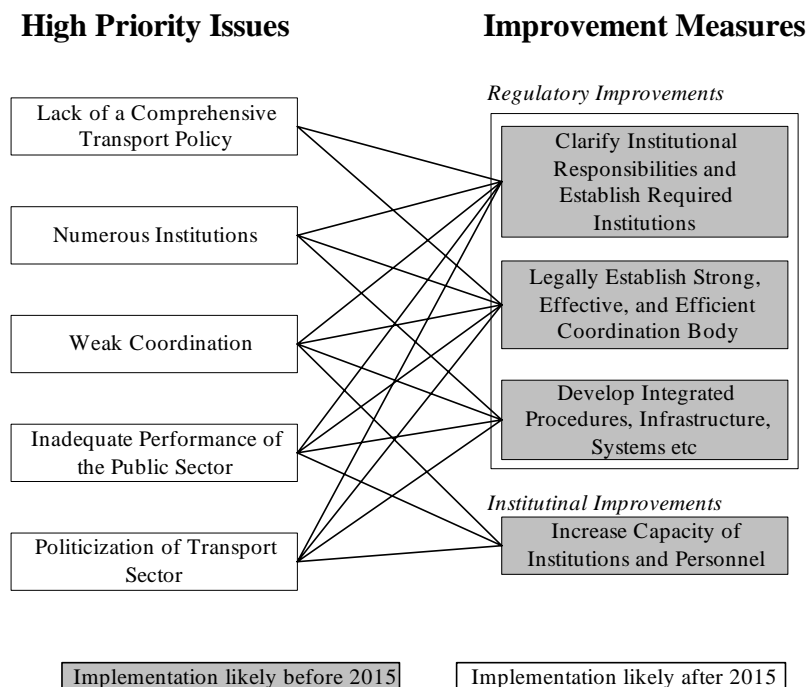 High Priority Issues
Improvement Measures
Lack of a Comprehensive
Transport Policy
Numerous Institutions
Weak Coordination
Inadequate Performance of
the Public Sector
Politicization of Transport
Sector
Regulatory Improvements
Clarify Institutional
Responsibilities and
Establish Required
Institutions
Legally Establish Strong,
Effective, and Efficient
Coordination Body
Develop Integrated
Procedures, Infrastructure,
Systems etc
Institutinal Improvements
Increase Capacity of
Institutions and Personnel
Implementation likely before 2015
Implementation likely after 2015